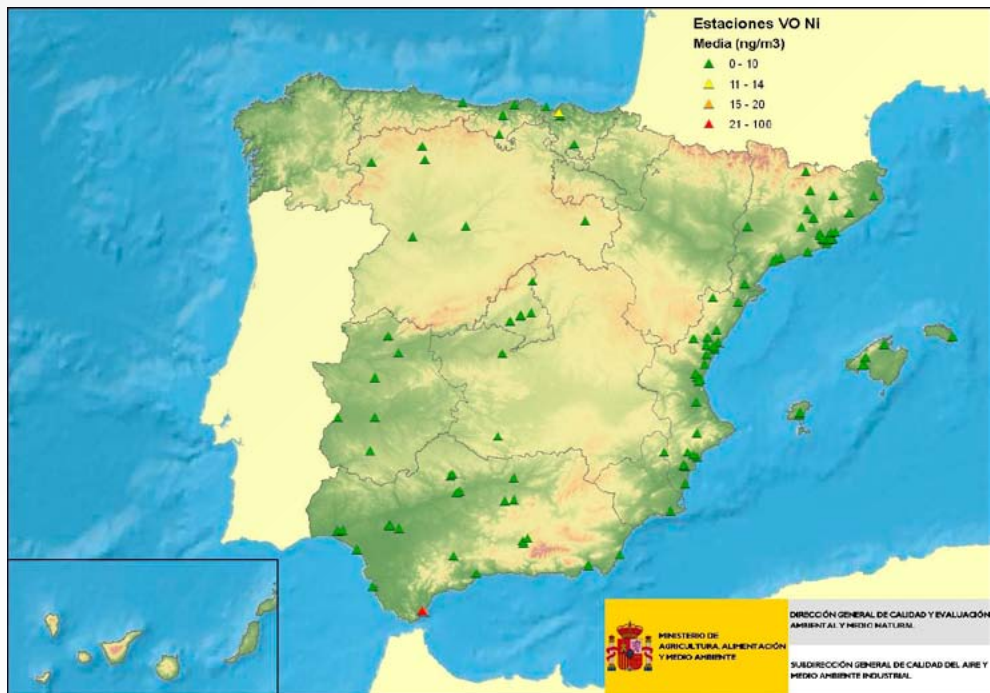 Estaciones VO Ni
Media (ng/m3)
0 - 10
11 - 14
15 - 20
21 - 100
MINISTERIO DE
AGRICULTURA, ALIMENTACIÓN
Y MEDIO AMBIENTE
DIRECCIÓN GENERAL DE CALIDAD Y EVALUACIÓN
AMBIENTAL Y MEDIO NATURAL
SUBDIRECCIÓN GENERAL DE CALIDAD DEL AIRE Y
MEDIO AMBIENTE INDUSTRIAL